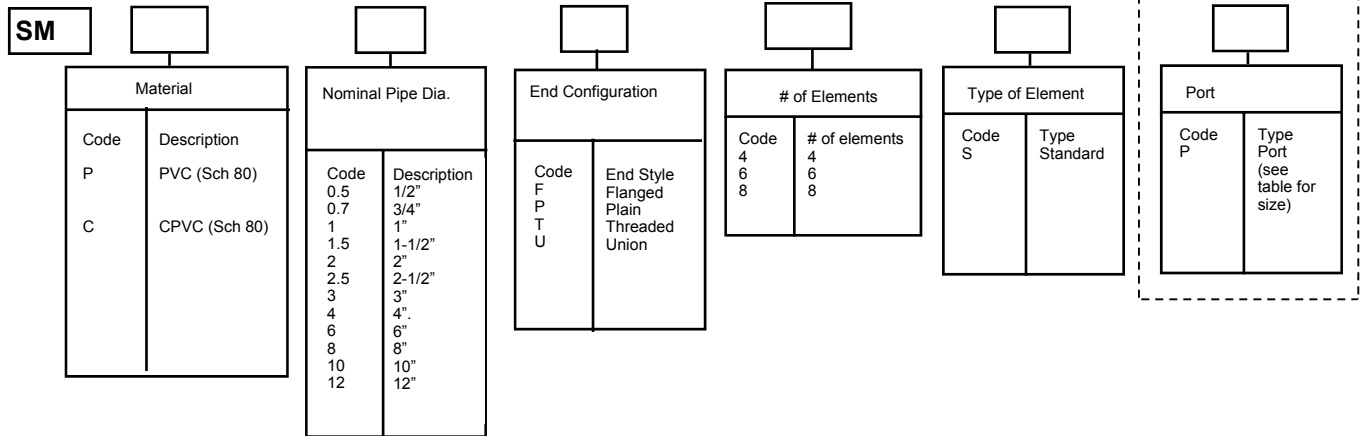 SM
Material
Code Description
P PVC (Sch 80)
C CPVC (Sch 80)
Nominal Pipe Dia.
Code Description
0.5 1/2”
0.7 3/4”
1 1”
1.5 1-1/2”
2 2”
2.5 2-1/2”
3 3”
4 4”.
6 6”
8 8”
10 10”
12 12”
End Configuration
Code End Style
F Flanged
P Plain
T Threaded
U Union
# of Elements
Code # of elements
4 4
6 6
8 8
Type of Element
Code Type
S Standard
Port
Code Type
P Port
(see
table for
size)